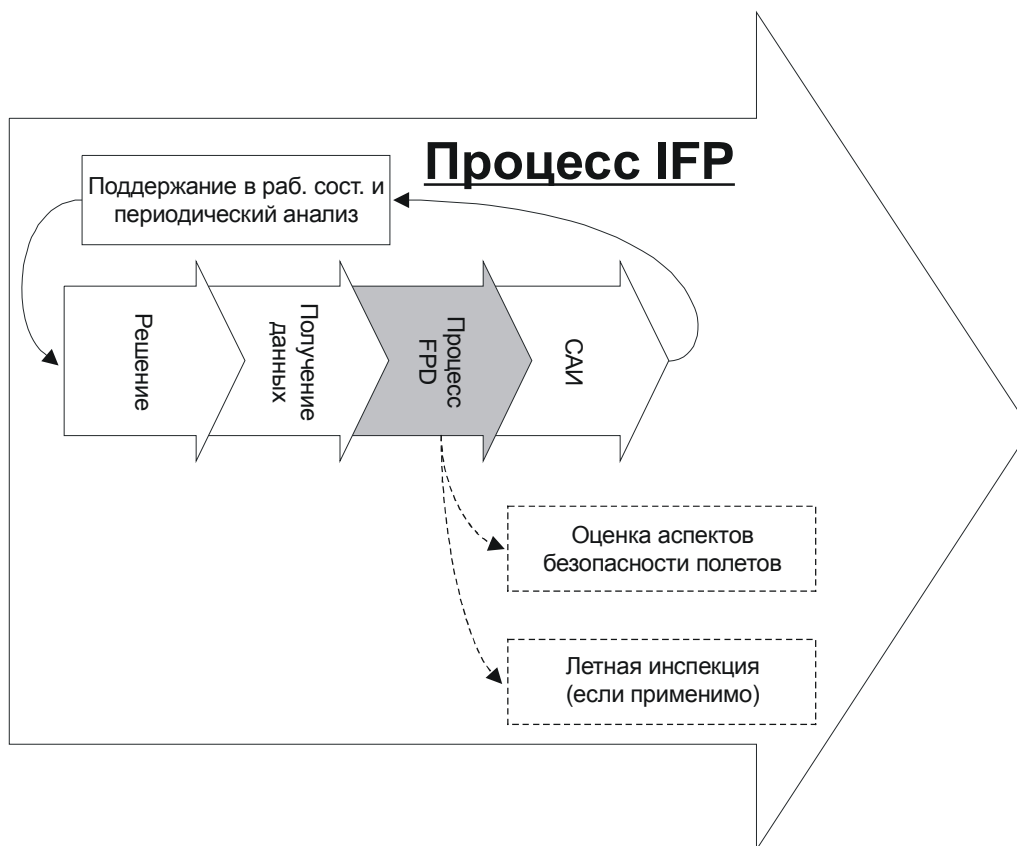 Процесс IFP
Поддержание в раб. сост. и
периодический анализ
Решение
Получение
данных
Процесс
FPD
САИ
Оценка аспектов
безопасности полетов
Летная инспекция
(если применимо)